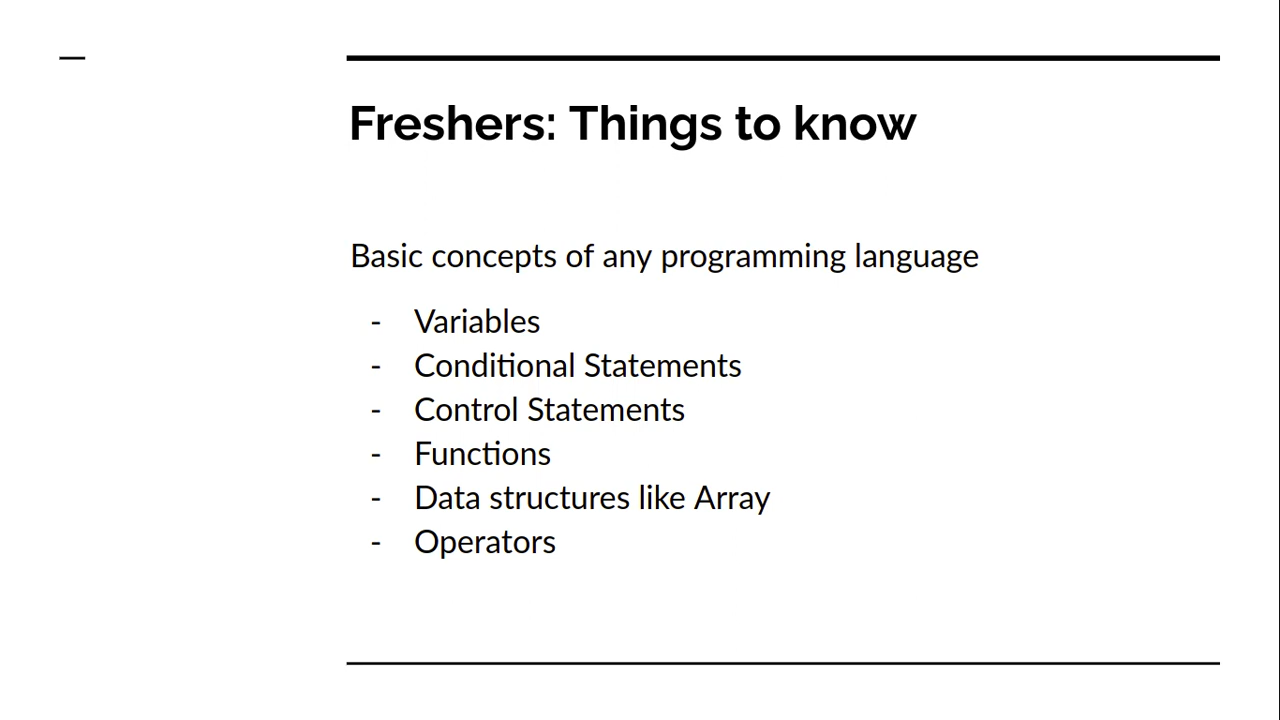 Freshers: Things to know
Basic concepts of any programming language
- Variables
- Conditional Statements
- Control Statements
- Functions
- Data structures like Array
- Operators